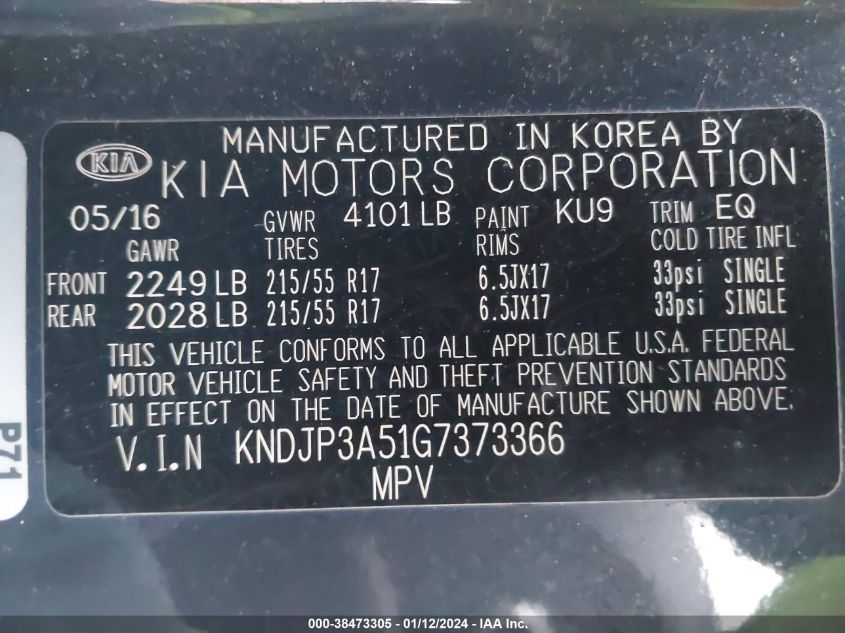 MANUFACTURED IN KOREA BY
KIA KIA MOTORS CORPORATION
05/16 GVWR 4101 LB PAINT KU9 TRIM EQ
GAWR TIRES RIMS COLD TIRE INFL
FRONT 2249 LB 215/55 R17 6.5JX17 33psi SINGLE
REAR 2028 LB 215/55 R17 6.5JX17 33psi SINGLE
THIS VEHICLE CONFORMS TO ALL APPLICABLE U.S.A. FEDERAL
MOTOR VEHICLE SAFETY AND THEFT PREVENTION STANDARDS
IN EFFECT ON THE DATE OF MANUFACTURE SHOWN ABOVE.
V.I.N KNDJP3A51G7373366
MPV
P71
000-38473305 - 01/12/2024 - IAA, Inc.